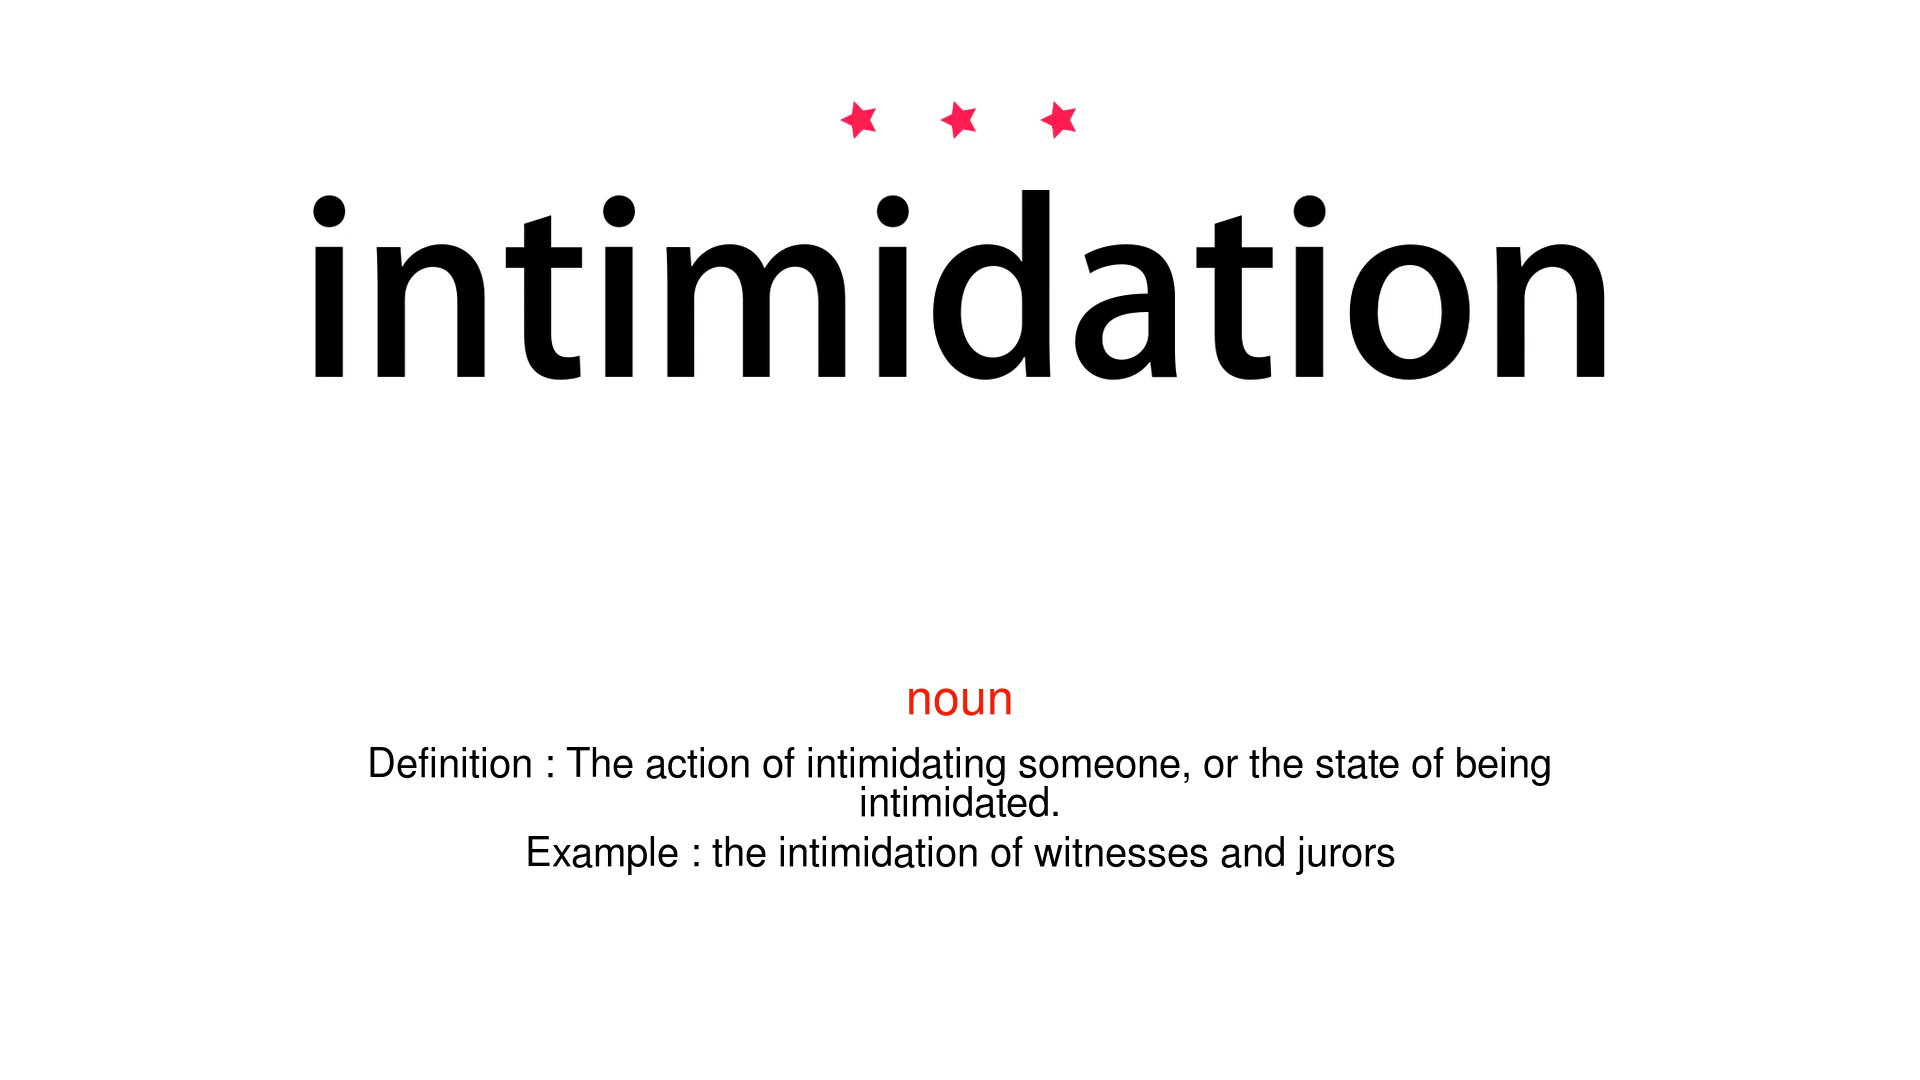 intimidation
noun
Definition : The action of intimidating someone, or the state of being
intimidated.
Example : the intimidation of witnesses and jurors